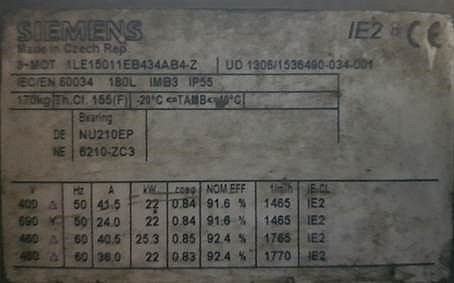 SIEMENS IE2 CE
Made in Czech Rep.
3~MOT 1LE15011EB434AB4-Z UD 1306/1536490-034-001
IEC/EN 60034 180L IMB3 IP55
170kg Th.Cl. 155(F) -20°C <=TAMB<=40°C
Bearing
DE NU210EP
NE 6210-ZC3
V Hz A kW cosφ NOM.EFF 1/min IE-CL
400 Δ 50 41.5 22 0.84 91.6 % 1465 IE2
690 Y 50 24.0 22 0.84 91.6 % 1465 IE2
460 Δ 60 40.5 25.3 0.85 92.4 % 1765 IE2
460 Δ 60 36.0 22 0.83 92.4 % 1770 IE2